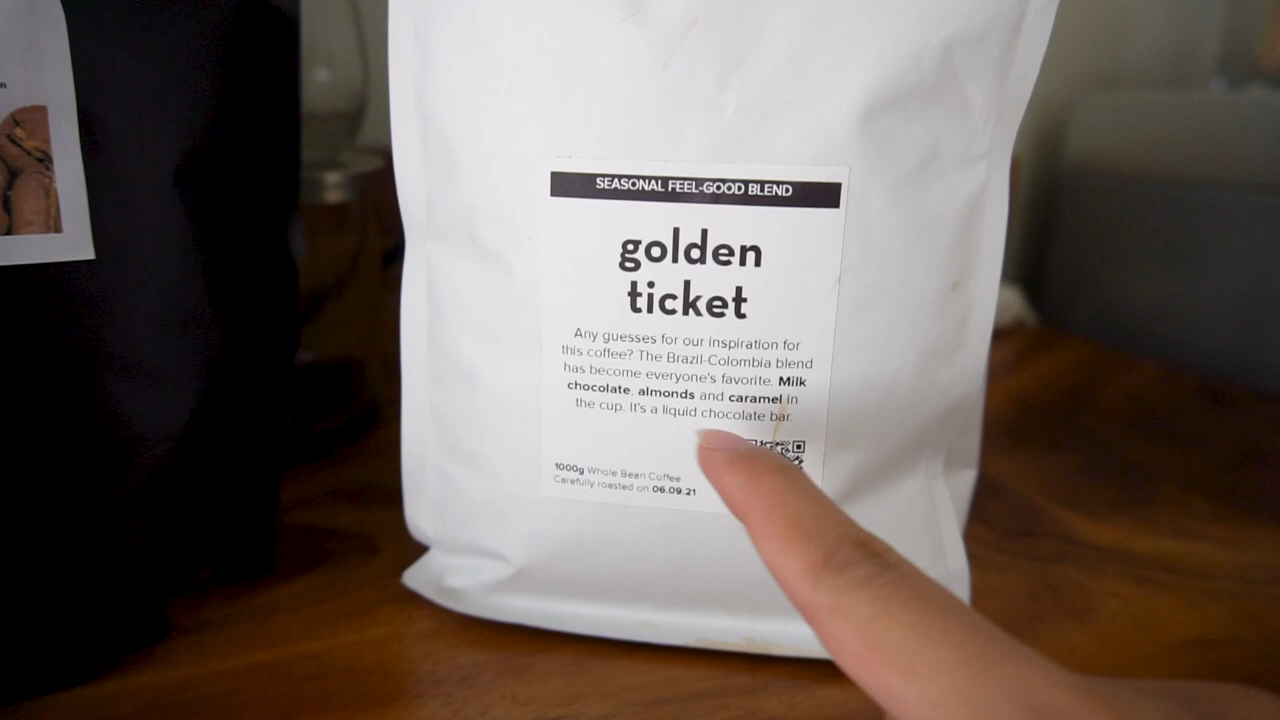 SEASONAL FEEL-GOOD BLEND
golden
ticket
Any guesses for our inspiration for
this coffee? The Brazil-Colombia blend
has become everyone's favorite. Milk
chocolate, almonds and caramel in
the cup. It's a liquid chocolate bar.
1000g Whole Bean Coffee
Carefully roasted on 06.09.21